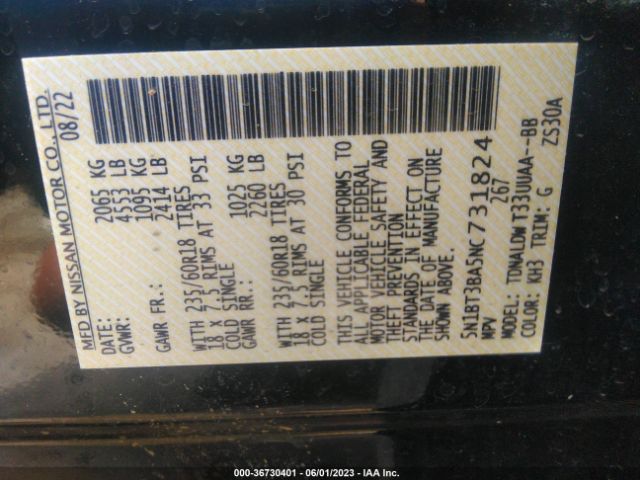 MFD BY NISSAN MOTOR CO., LTD.
DATE: 08/22
GVWR: 2065 KG
4553 LB
GAWR FR.: 1095 KG
2414 LB
WITH 235/60R18 TIRES
18 X 7.5 RIMS AT 33 PSI
COLD SINGLE
GAWR RR.: 1025 KG
2260 LB
WITH 235/60R18 TIRES
18 X 7.5 RIMS AT 30 PSI
COLD SINGLE
THIS VEHICLE CONFORMS TO
ALL APPLICABLE FEDERAL
MOTOR VEHICLE SAFETY AND
THEFT PREVENTION
STANDARDS IN EFFECT ON
THE DATE OF MANUFACTURE
SHOWN ABOVE.
5N1BT3BA3NC731824
MPV 267
MODEL: TDNALDW T33UUAA--BB
COLOR: KH3 TRIM: G ZS30A
000-36730401 - 06/01/2023 - IAA Inc.